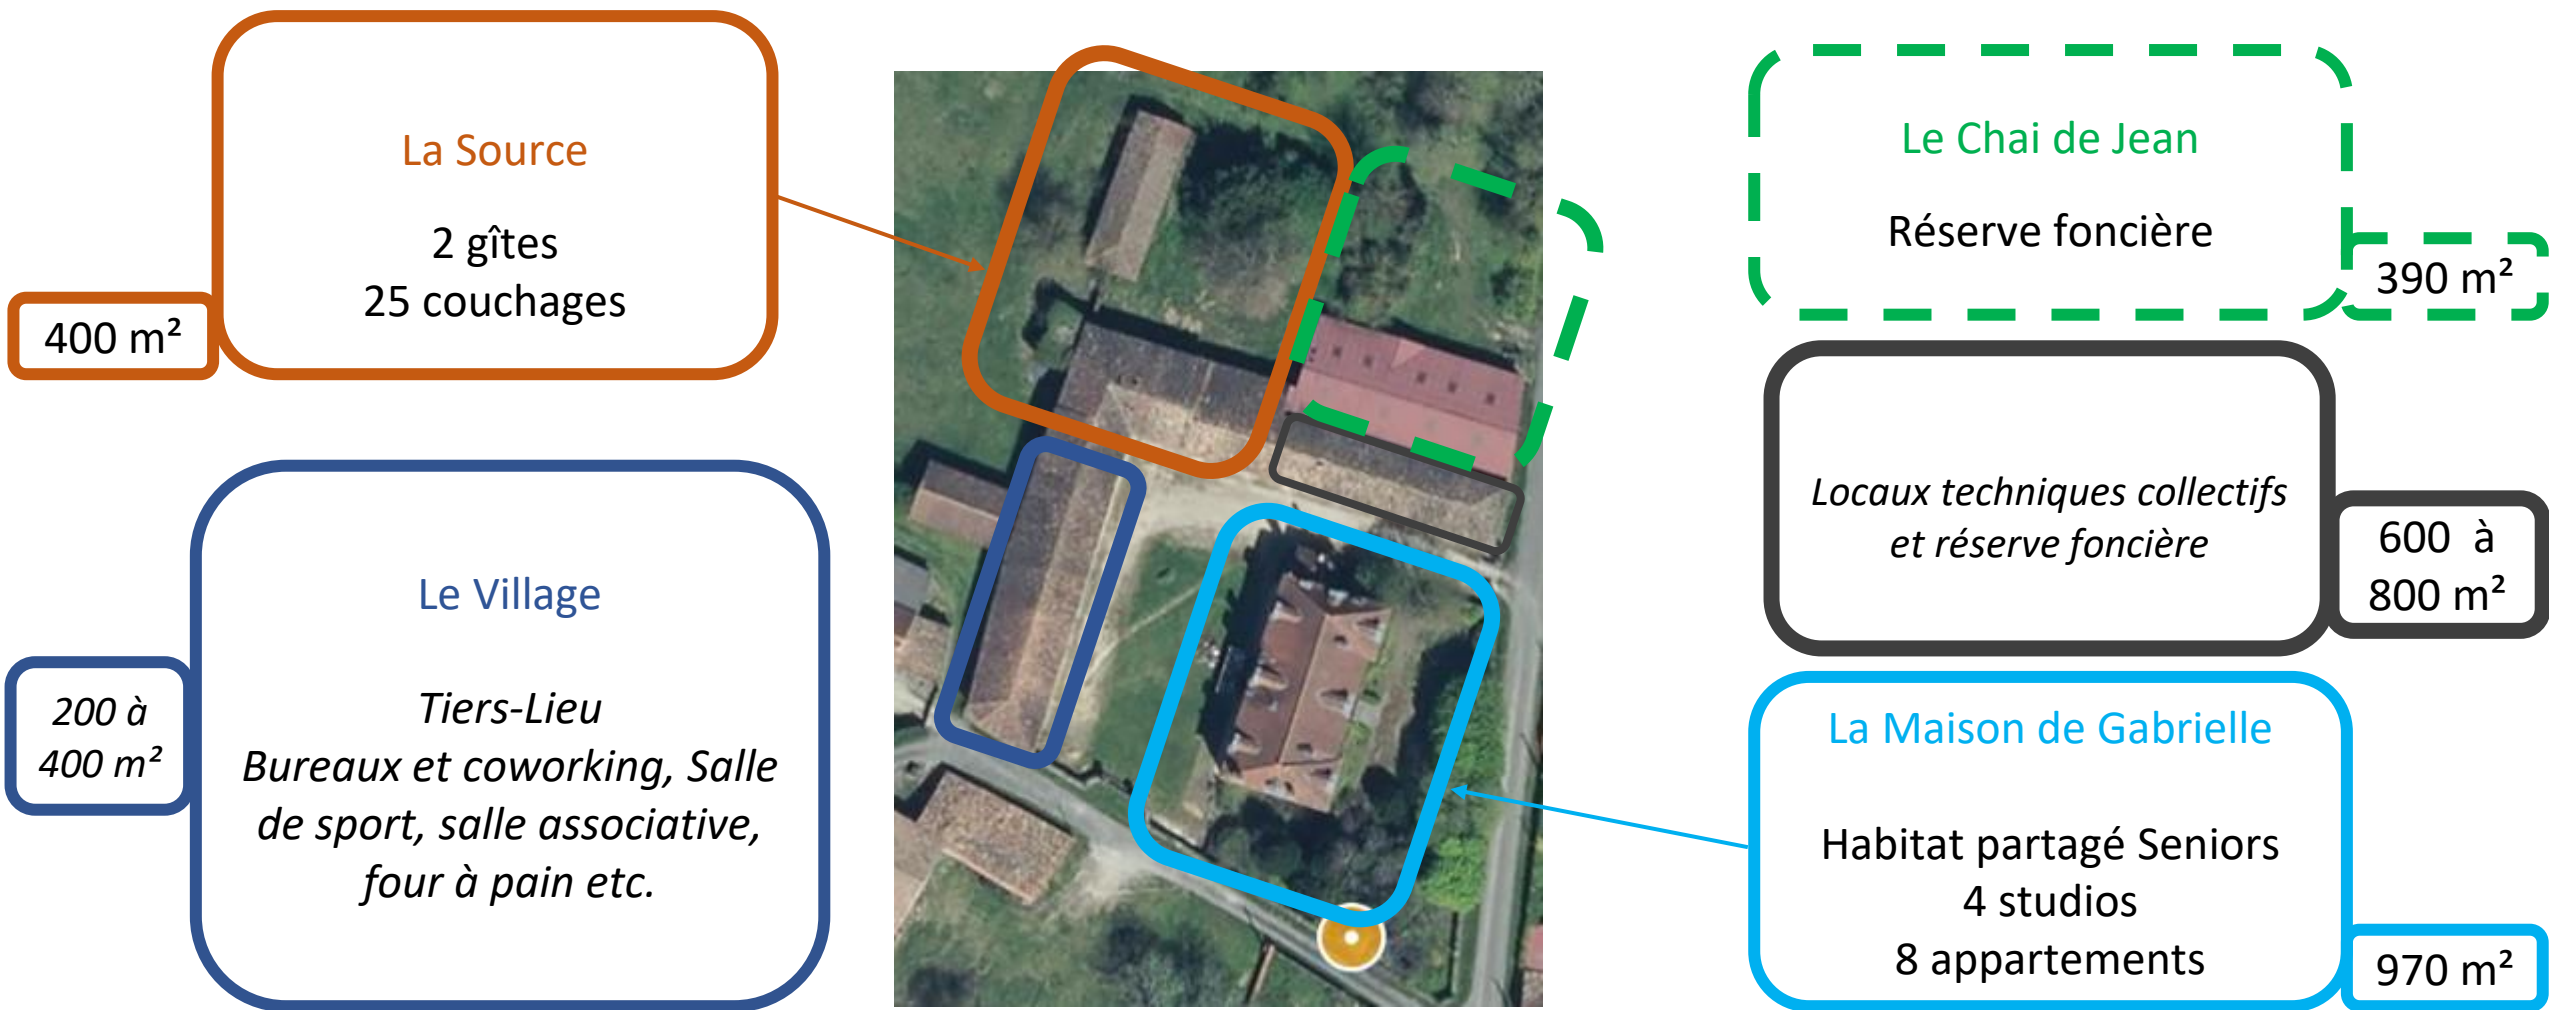 La Source
2 gîtes
25 couchages
400 m²
Le Village
Tiers-Lieu
Bureaux et coworking, Salle
de sport, salle associative,
four à pain etc.
200 à
400 m²
Le Chai de Jean
Réserve foncière
390 m²
Locaux techniques collectifs
et réserve foncière
600 à
800 m²
La Maison de Gabrielle
Habitat partagé Seniors
4 studios
8 appartements
970 m²